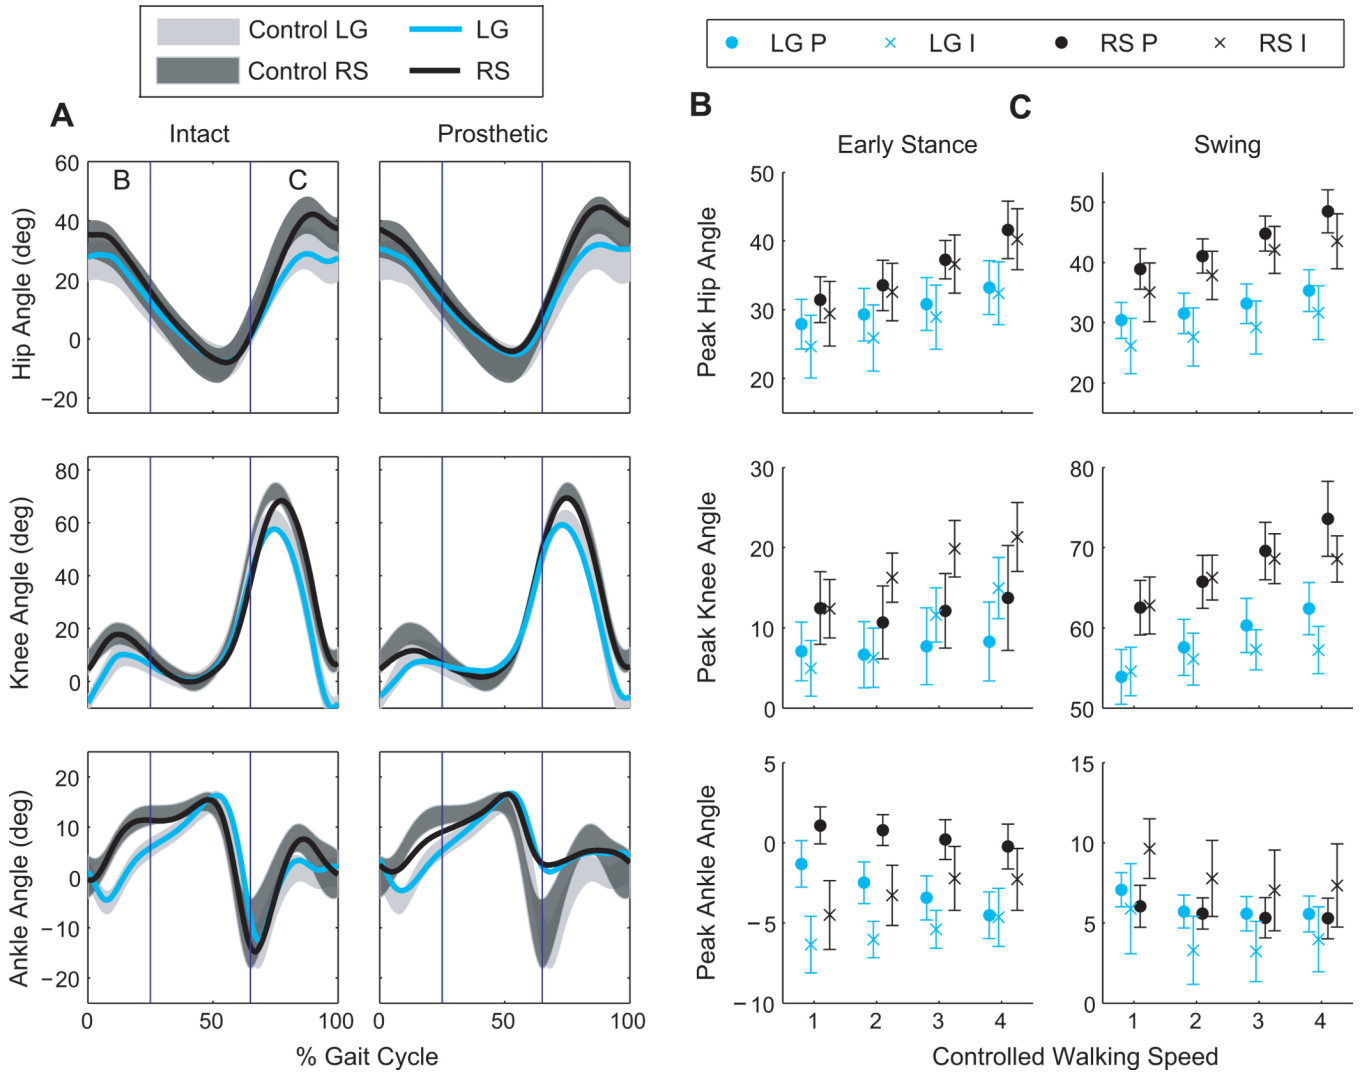 Control LG LG
Control RS RS
LG P LG I RS P RS I
A
Intact Prosthetic
B C
Hip Angle (deg)
60
40
20
0
−20
Knee Angle (deg)
80
60
40
20
0
Ankle Angle (deg)
20
10
0
−10
−20
0 50 100
0 50 100
% Gait Cycle
B
Early Stance
Peak Hip Angle
50
40
30
20
Peak Knee Angle
30
20
10
0
Peak Ankle Angle
5
0
−5
−10
1 2 3 4
C
Swing
50
40
30
20
80
70
60
50
15
10
5
0
1 2 3 4
Controlled Walking Speed